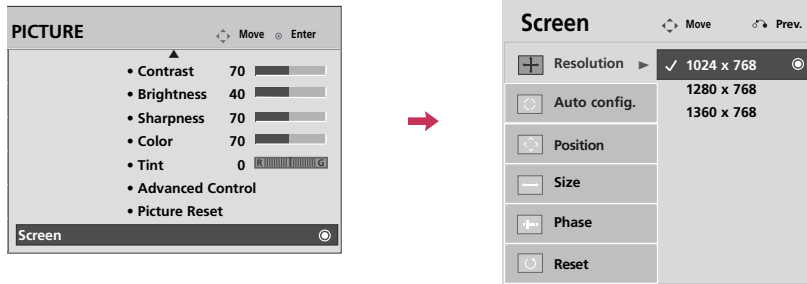 PICTURE
Move Enter
• Contrast 70
• Brightness 40
• Sharpness 70
• Color 70
• Tint 0 R G
• Advanced Control
• Picture Reset
Screen
Screen
Move Prev.
Resolution
1024 x 768
1280 x 768
1360 x 768
Auto config.
Position
Size
Phase
Reset